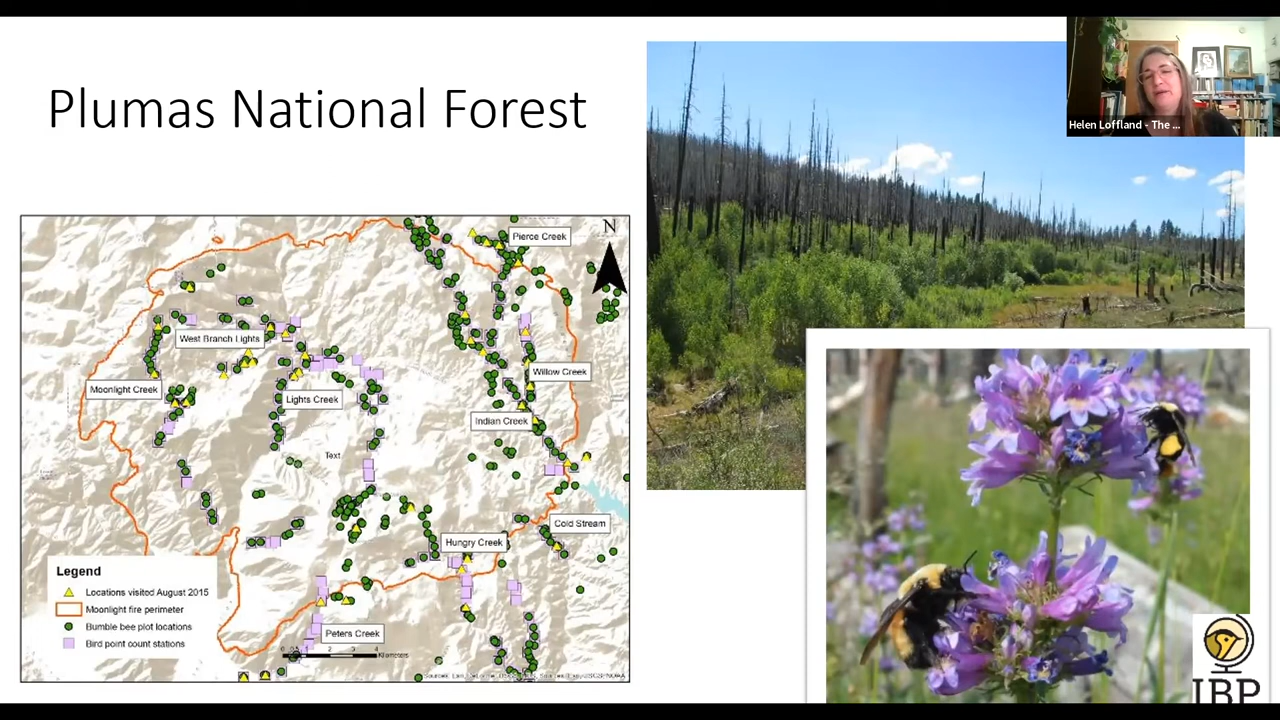 Plumas National Forest
Helen Loffland - The ...
N
Pierce Creek
West Branch Lights
Willow Creek
Moonlight Creek
Lights Creek
Indian Creek
Text
Cold Stream
Hungry Creek
Legend
Locations visited August 2015
Moonlight fire perimeter
Bumble bee plot locations
Bird point count stations
Peters Creek
Kilometers
IBP